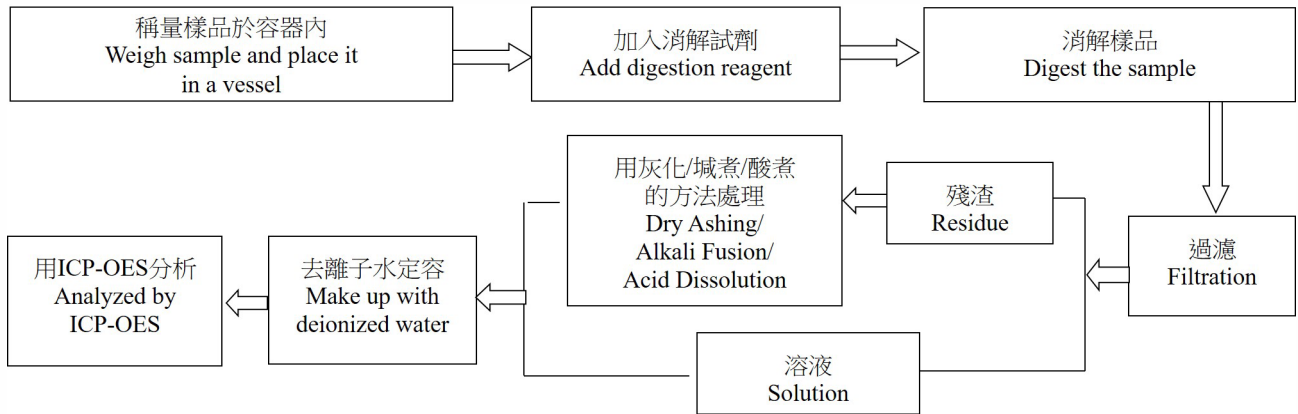 稱量樣品於容器內
Weigh sample and place it
in a vessel
加入消解試劑
Add digestion reagent
消解樣品
Digest the sample
過濾
Filtration
殘渣
Residue
用灰化/堿煮/酸煮
的方法處理
Dry Ashing/
Alkali Fusion/
Acid Dissolution
溶液
Solution
去離子水定容
Make up with
deionized water
用ICP-OES分析
Analyzed by
ICP-OES